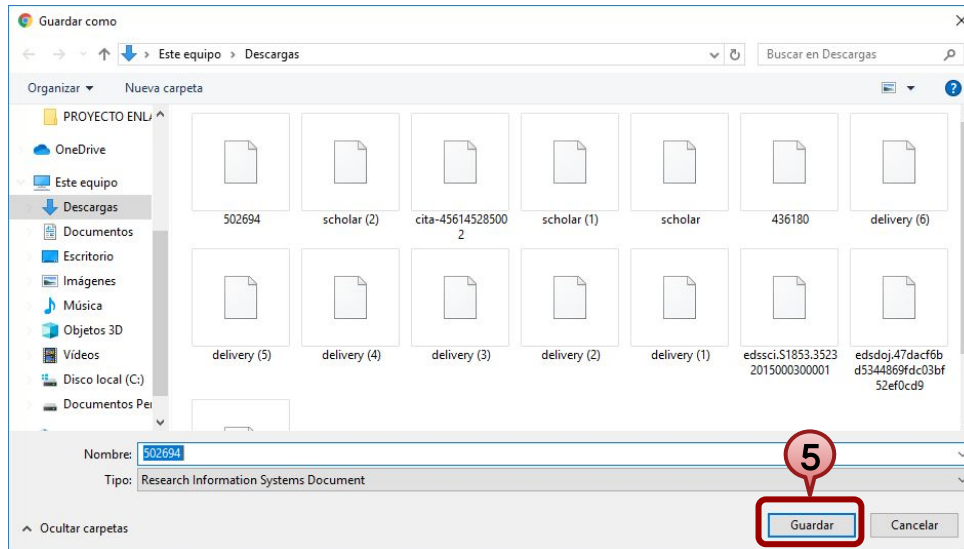 Guardar como
Este equipo > Descargas
Buscar en Descargas
Organizar
Nueva carpeta
PROYECTO ENL
OneDrive
Este equipo
Descargas
Documentos
Escritorio
Imágenes
Música
Objetos 3D
Vídeos
Disco local (C:)
Documentos Per
502694
scholar (2)
cita-45614528500
2
scholar (1)
scholar
436180
delivery (6)
delivery (5)
delivery (4)
delivery (3)
delivery (2)
delivery (1)
edssci.S1853.3523
2015000300001
edsdoj.47dacf6b
d5344869fdc03bf
52ef0cd9
Nombre: 502694
Tipo: Research Information Systems Document
5
Ocultar carpetas
Guardar
Cancelar